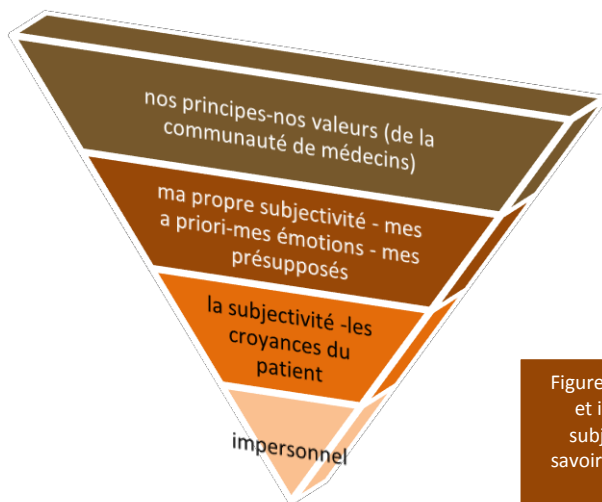 nos principes-nos valeurs (de la
communauté de médecins)
ma propre subjectivité - mes
a priori-mes émotions - mes
présupposés
la subjectivité -les
croyances du
patient
impersonnel
Figure
et i
subj
savoir